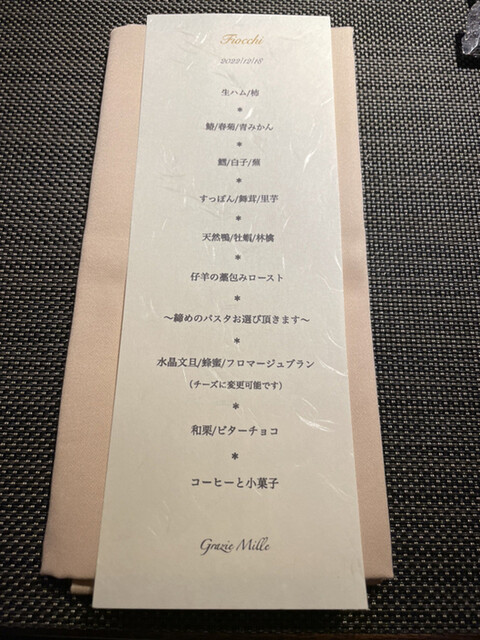 Fiocchi
2022/12/18
生ハム/柿
*
鰆/春菊/青みかん
*
鱈/白子/蕪
*
すっぽん/舞茸/里芋
*
天然鴨/牡蠣/林檎
*
仔羊の藁包みロースト
*
～締めのパスタお選び頂きます～
*
水晶文旦/蜂蜜/フロマージュブラン
(チーズに変更可能です)
*
和栗/ビターチョコ
*
コーヒーと小菓子
Grazie Mille